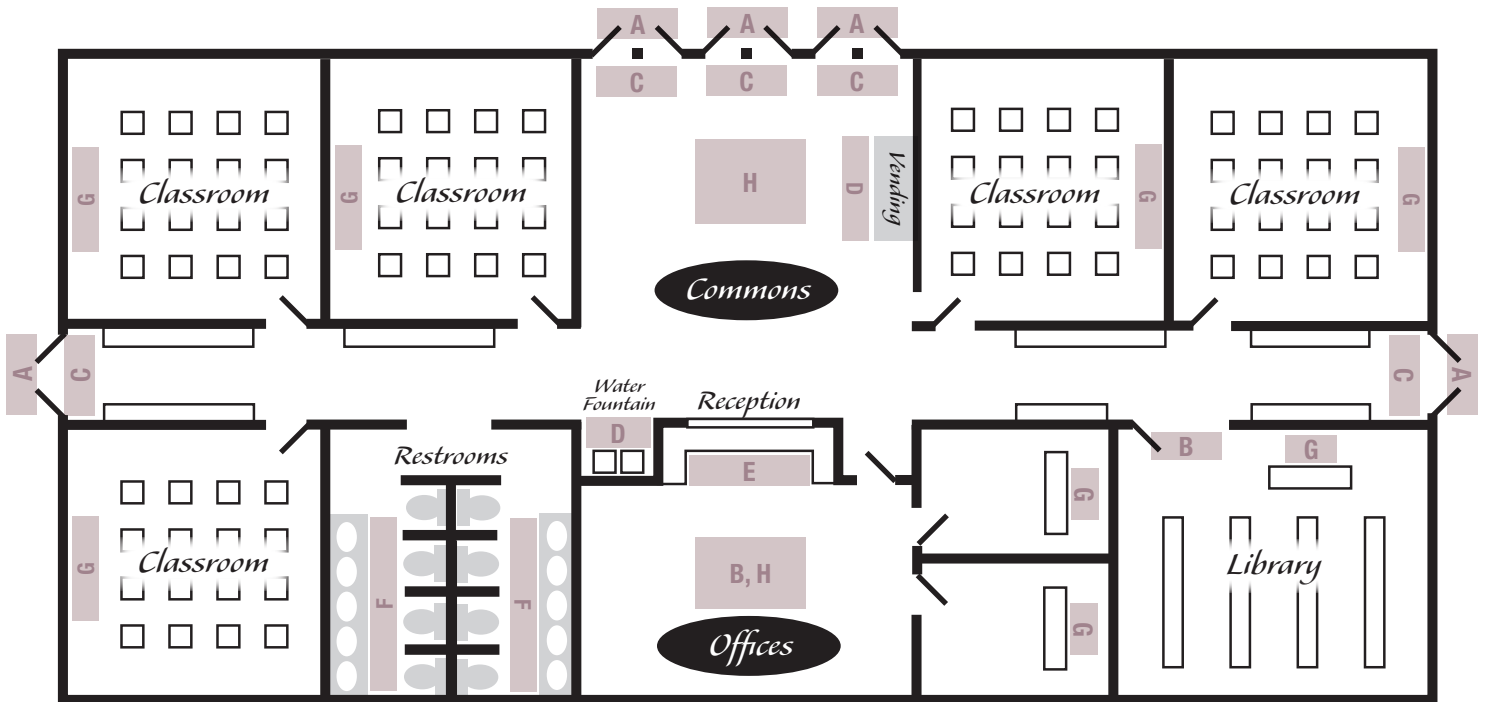 A A A
C C C
G Classroom
G Classroom
H
D Vending
Classroom G
Classroom G
Commons
A C
C A
Water
Fountain
D
Reception
E
Restrooms
F F
B G
G
G
G Classroom
B, H
Offices
Library